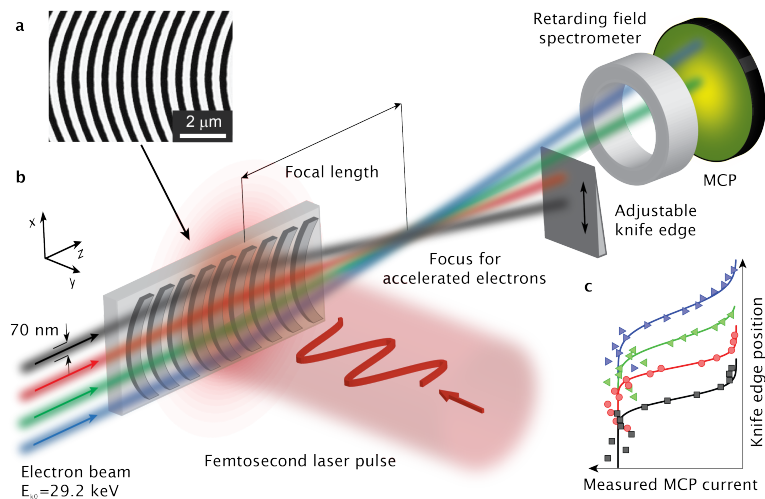 a
2 μm
Retarding field
spectrometer
MCP
b
Focal length
x
z
y
Adjustable
knife edge
Focus for
accelerated electrons
70 nm
c
Knife edge position
Measured MCP current
Femtosecond laser pulse
Electron beam
E_k0=29.2 keV